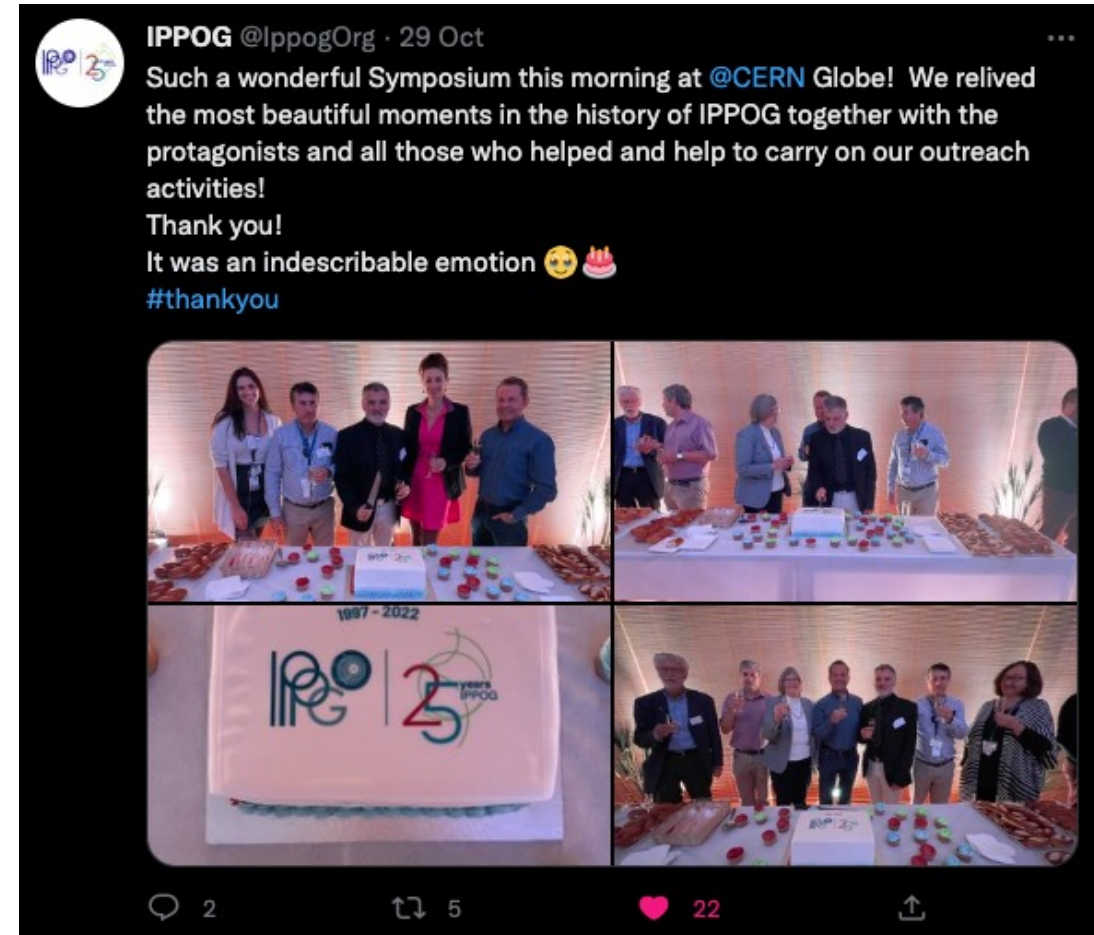 IPPOG @IppogOrg · 29 Oct
Such a wonderful Symposium this morning at @CERN Globe! We relived
the most beautiful moments in the history of IPPOG together with the
protagonists and all those who helped and help to carry on our outreach
activities!
Thank you!
It was an indescribable emotion 🥹🎂
#thankyou
1997 - 2022
IPPOG 25 years
IPPOG
2
5
22